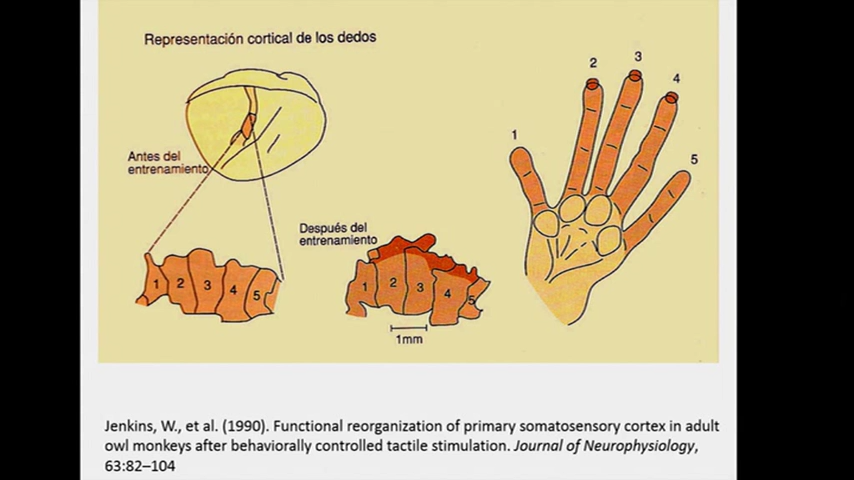 Representación cortical de los dedos
Antes del
entrenamiento
1 2 3 4 5
Después del
entrenamiento
1 2 3 4 5
1mm
1
2
3
4
5
Jenkins, W., et al. (1990). Functional reorganization of primary somatosensory cortex in adult
owl monkeys after behaviorally controlled tactile stimulation. Journal of Neurophysiology,
63:82–104